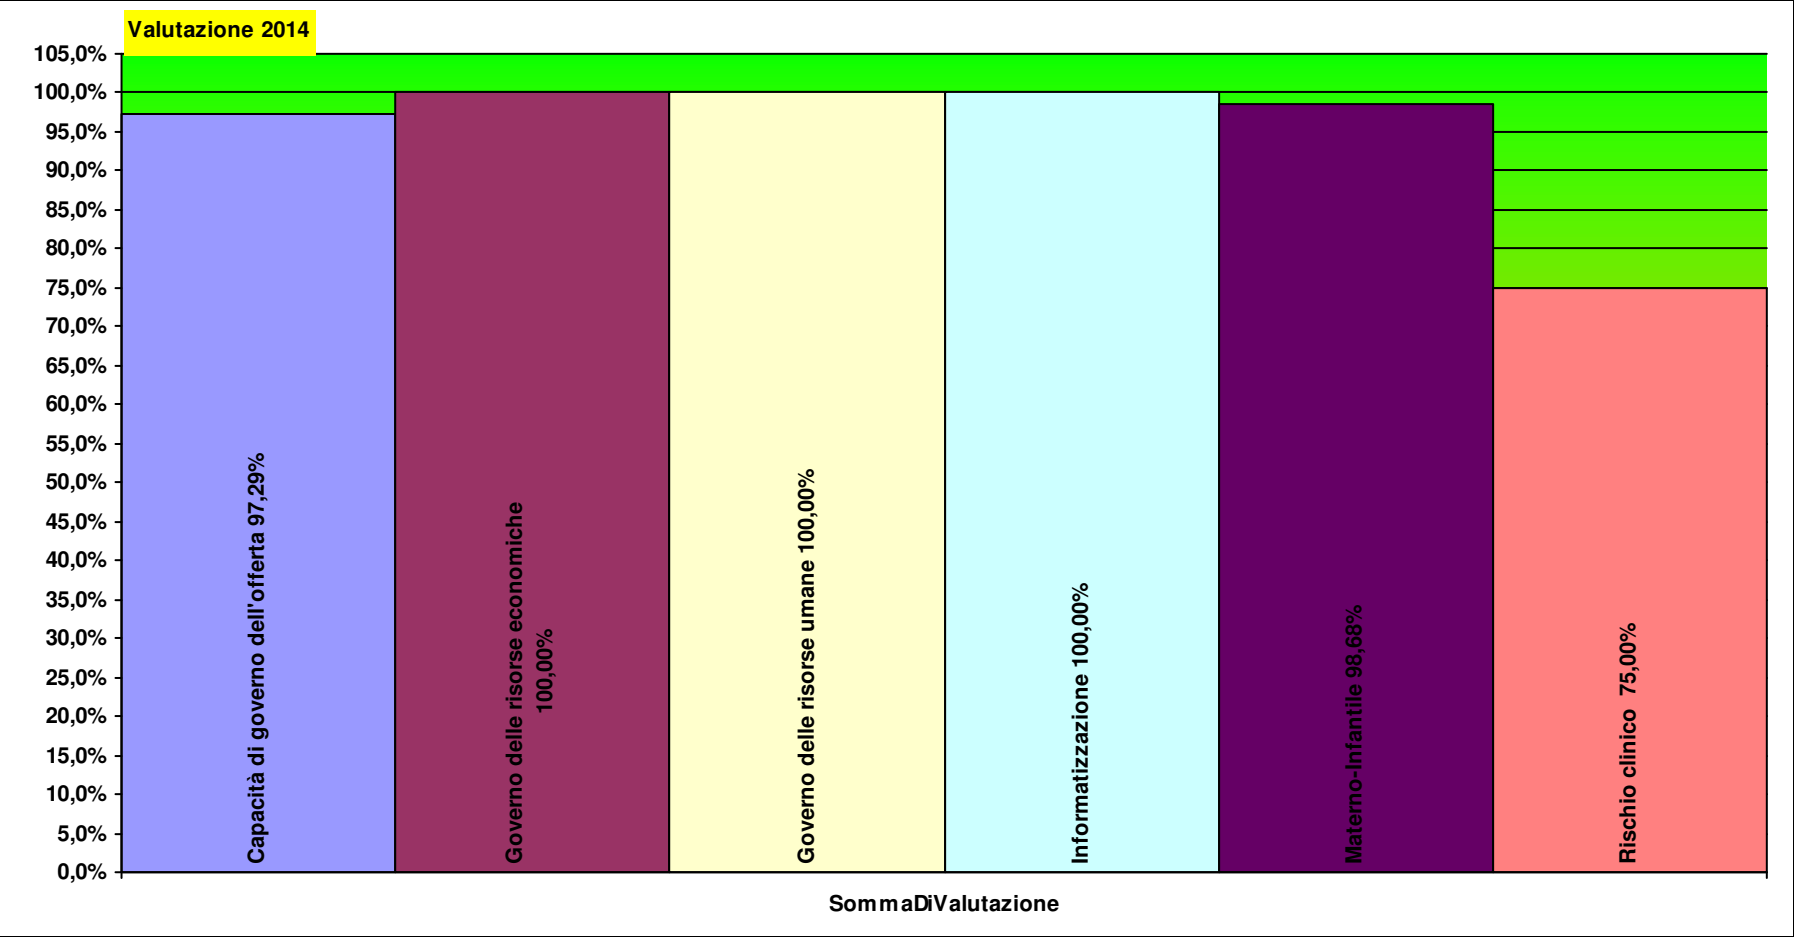 Valutazione 2014
105,0%
100,0%
95,0%
90,0%
85,0%
80,0%
75,0%
70,0%
65,0%
60,0%
55,0%
50,0%
45,0%
40,0%
35,0%
30,0%
25,0%
20,0%
15,0%
10,0%
5,0%
0,0%
Capacità di governo dell'offerta 97,29%
Governo delle risorse economiche
100,00%
Governo delle risorse umane 100,00%
Informatizzazione 100,00%
Materno-Infantile 98,68%
Rischio clinico 75,00%
SommaDiValutazione